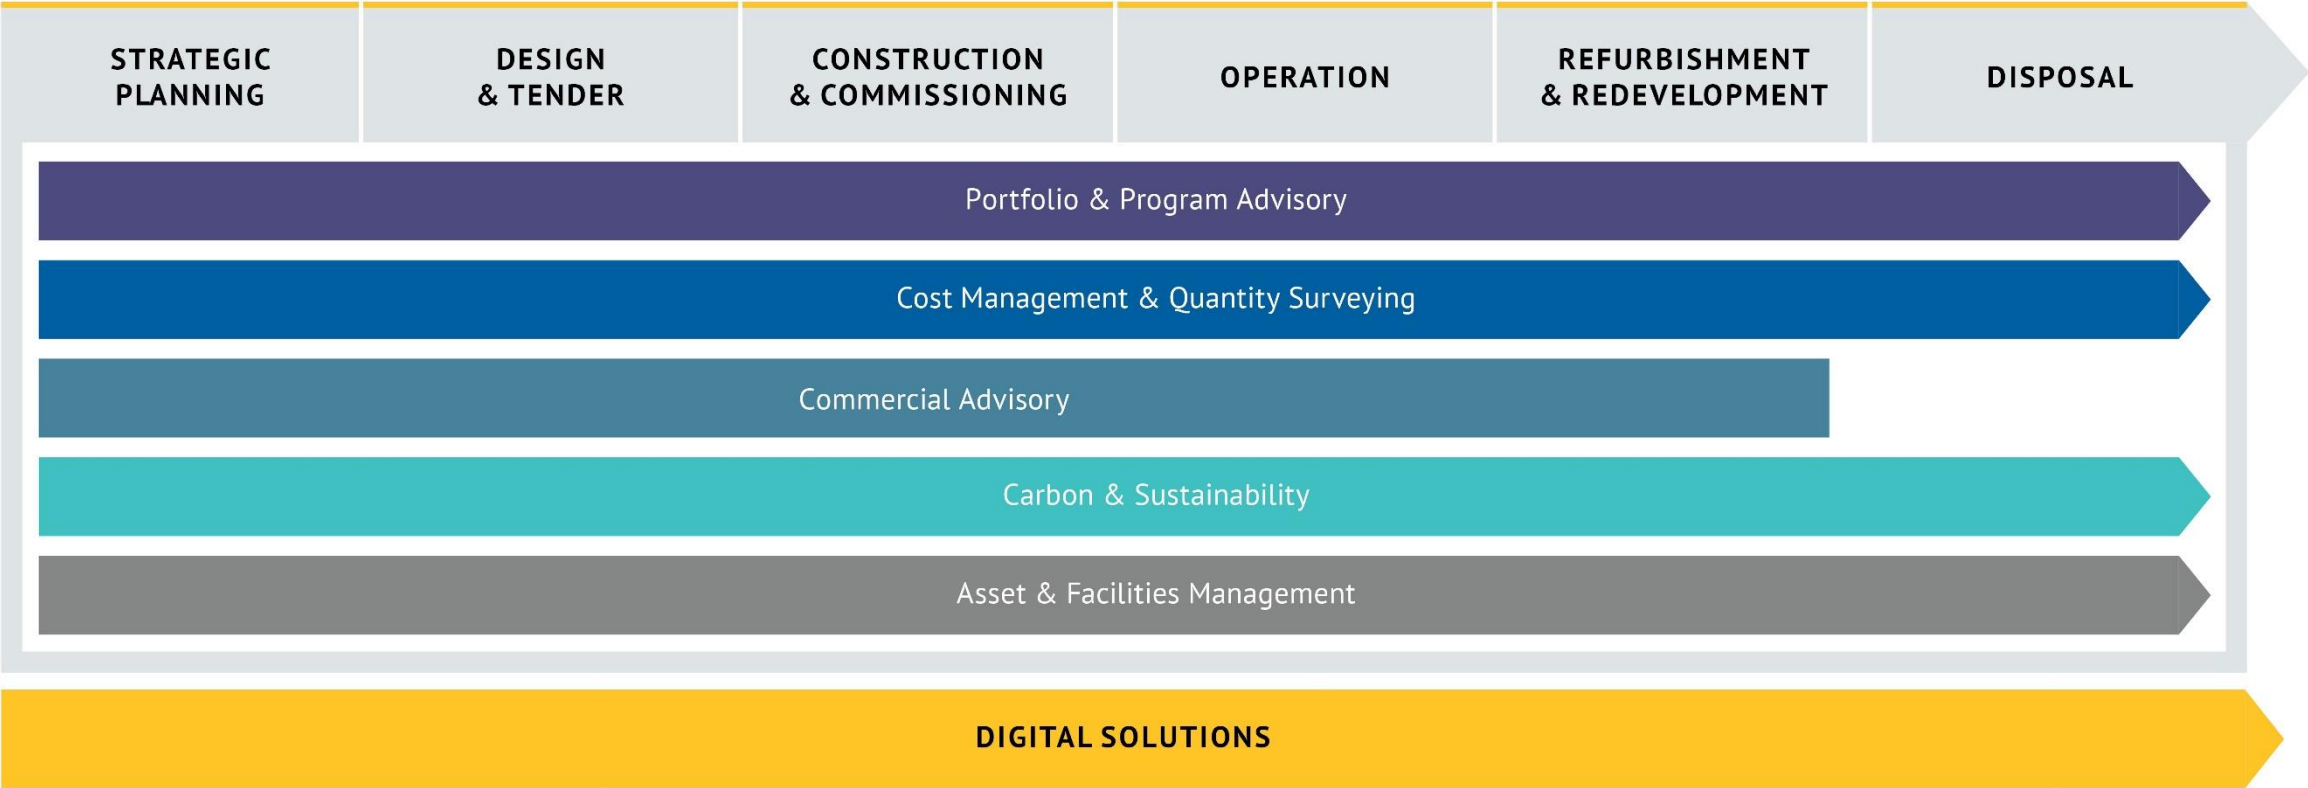 STRATEGIC
PLANNING
DESIGN
& TENDER
CONSTRUCTION
& COMMISSIONING
OPERATION
REFURBISHMENT
& REDEVELOPMENT
DISPOSAL
Portfolio & Program Advisory
Cost Management & Quantity Surveying
Commercial Advisory
Carbon & Sustainability
Asset & Facilities Management
DIGITAL SOLUTIONS